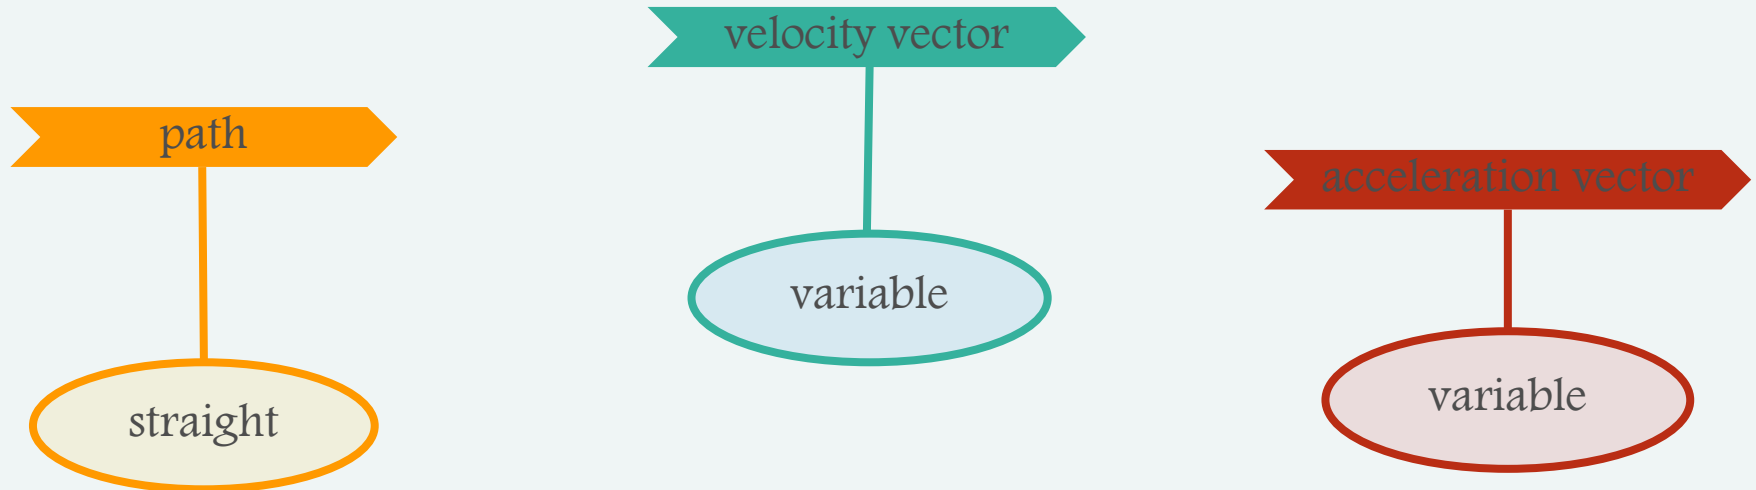 velocity vector
path
acceleration vector
variable
variable
straight